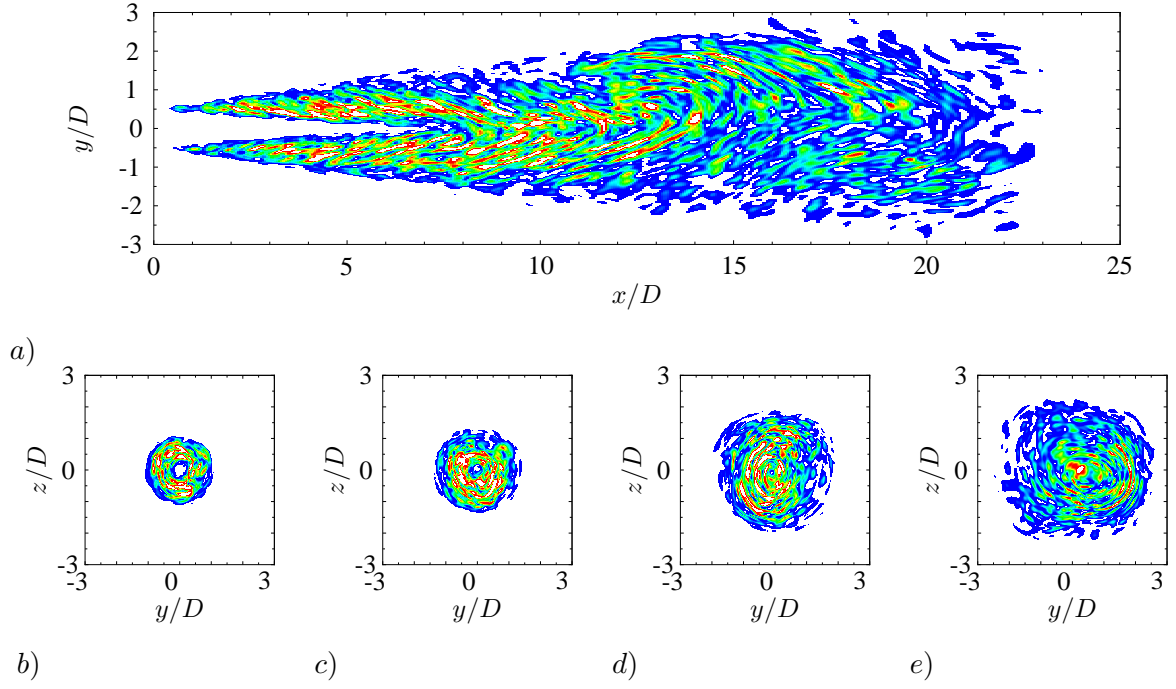 3
2
1
0
-1
-2
-3
y/D
0 5 10 15 20 25
x/D
a)
3 3 3 3
z/D 0 z/D 0 z/D 0 z/D 0
-3 -3 -3 -3
-3 0 3 -3 0 3 -3 0 3 -3 0 3
y/D y/D y/D y/D
b) c) d) e)